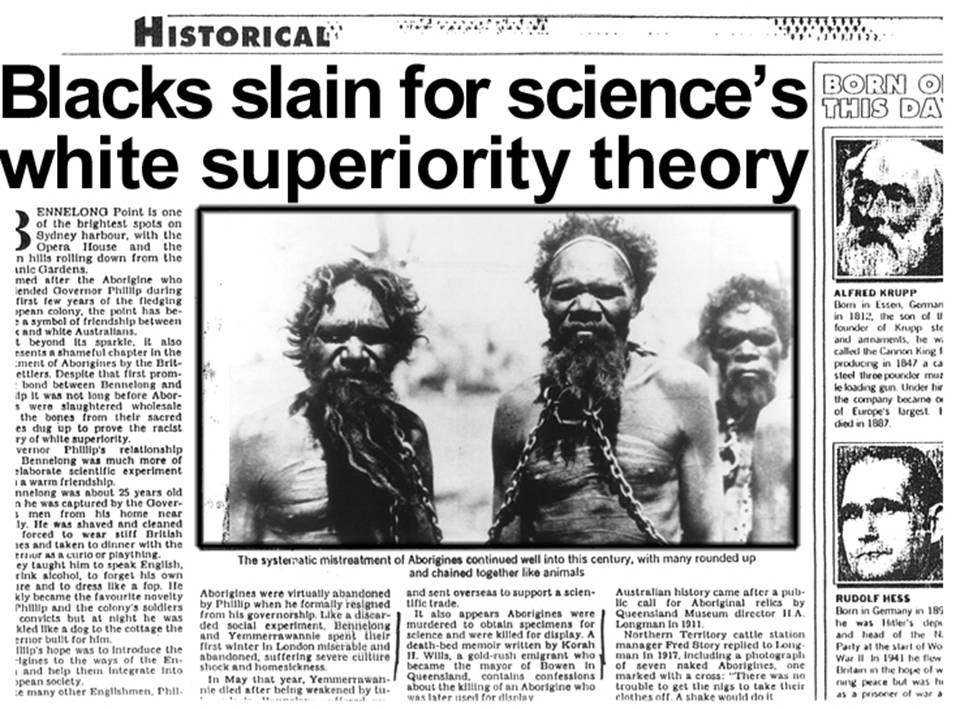 HISTORICAL
Blacks slain for science's
white superiority theory
BENNELONG Point is one
of the brightest spots on
Sydney harbour, with the
Opera House and the
n hills rolling down from the
anic Gardens.
med after the Aborigine who
iended Governor Phillip during
first few years of the fledging
opean colony, the point has be-
a symbol of friendship between
and white Australians.
t beyond its sparkle, it also
esents a shameful chapter in the
tment of Aborigines by the Brit-
ettlers. Despite that first prom-
bond between Bennelong and
lip it was not long before Abor-
s were slaughtered wholesale
the bones from their sacred
es dug up to prove the racist
ry of white superiority.
vernor Phillip's relationship
Bennelong was much more of
elaborate scientific experiment
a warm friendship.
nnelong was about 25 years old
n he was captured by the Gover-
s men from his home near
ly. He was shaved and cleaned
forced to wear stiff British
hes and taken to dinner with the
ernor as a curio or plaything.
ey taught him to speak English,
rink alcohol, to forget his own
ure and to dress like a fop. He
kly became the favourite novelty
Phillip and the colony's soldiers
convicts but at night he was
kled like a dog to the cottage the
ernor built for him.
illip's hope was to introduce the
rigines to the ways of the En-
and help them integrate into
opean society.
e many other Englishmen, Phil-
The systematic mistreatment of Aborigines continued well into this century, with many rounded up
and chained together like animals
Aborigines were virtually abandoned
by Phillip when he formally resigned
from his governorship. Like a discar-
ded social experiment, Bennelong
and Yemmerrawannie spent their
first winter in London miserable and
abandoned, suffering severe culture
shock and homesickness.
In May that year, Yemmerrawan-
nie died after being weakened by tu-
and sent overseas to support a scien-
tific trade.
It also appears Aborigines were
murdered to obtain specimens for
science and were killed for display. A
death-bed memoir written by Korah
H. Wills, a gold-rush emigrant who
became the mayor of Bowen in
Queensland, contains confessions
about the killing of an Aborigine who
was later used for display
Australian history came after a pub-
lic call for Aboriginal relics by
Queensland Museum director H.A.
Longman in 1911.
Northern Territory cattle station
manager Fred Story replied to Long-
man in 1917, including a photograph
of seven naked Aborigines, one
marked with a cross: "There was no
trouble to get the nigs to take their
clothes off. A shake would do it
BORN O
THIS DA
ALFRED KRUPP
Born in Essen, German
in 1812, the son of th
founder of Krupp ste
and armaments, he wa
called the Cannon King f
producing in 1847 a ca
steel three pounder muz
le loading gun. Under him
the company became on
of Europe's largest. H
died in 1887.
RUDOLF HESS
Born in Germany in 189
he was Hitler's depu
and head of the Na
Party at the start of Wo
War II. In 1941 he flew
Britain on the hope of w
ning peace but was he
as a prisoner of war a